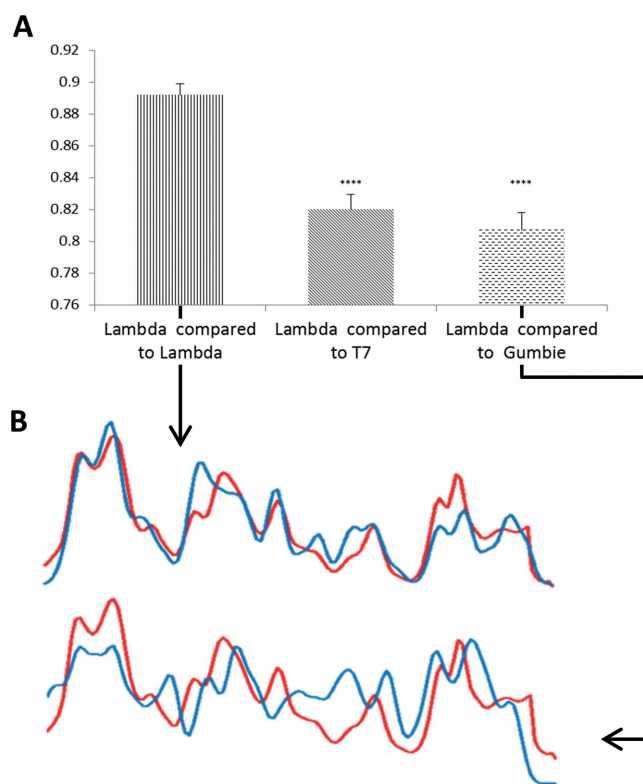 A
0.92
0.9
0.88
0.86
0.84
0.82
0.8
0.78
0.76
****
****
Lambda compared
to Lambda
Lambda compared
to T7
Lambda compared
to Gumbie
B